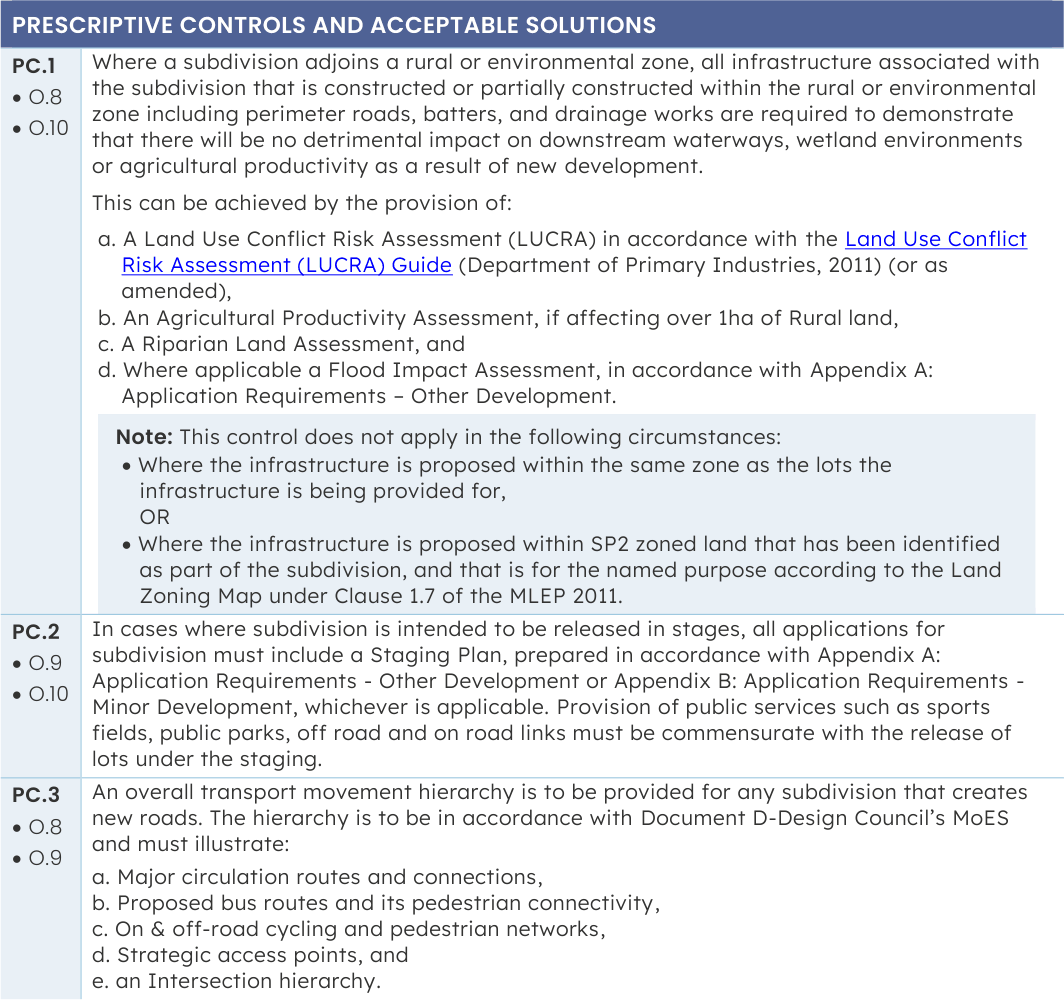 PRESCRIPTIVE CONTROLS AND ACCEPTABLE SOLUTIONS
PC.1
• O.8
• O.10
Where a subdivision adjoins a rural or environmental zone, all infrastructure associated with
the subdivision that is constructed or partially constructed within the rural or environmental
zone including perimeter roads, batters, and drainage works are required to demonstrate
that there will be no detrimental impact on downstream waterways, wetland environments
or agricultural productivity as a result of new development.
This can be achieved by the provision of:
a. A Land Use Conflict Risk Assessment (LUCRA) in accordance with the Land Use Conflict
Risk Assessment (LUCRA) Guide (Department of Primary Industries, 2011) (or as
amended),
b. An Agricultural Productivity Assessment, if affecting over 1ha of Rural land,
c. A Riparian Land Assessment, and
d. Where applicable a Flood Impact Assessment, in accordance with Appendix A:
Application Requirements – Other Development.
Note: This control does not apply in the following circumstances:
• Where the infrastructure is proposed within the same zone as the lots the
infrastructure is being provided for,
OR
• Where the infrastructure is proposed within SP2 zoned land that has been identified
as part of the subdivision, and that is for the named purpose according to the Land
Zoning Map under Clause 1.7 of the MLEP 2011.
PC.2
• O.9
• O.10
In cases where subdivision is intended to be released in stages, all applications for
subdivision must include a Staging Plan, prepared in accordance with Appendix A:
Application Requirements - Other Development or Appendix B: Application Requirements -
Minor Development, whichever is applicable. Provision of public services such as sports
fields, public parks, off road and on road links must be commensurate with the release of
lots under the staging.
PC.3
• O.8
• O.9
An overall transport movement hierarchy is to be provided for any subdivision that creates
new roads. The hierarchy is to be in accordance with Document D-Design Council's MoES
and must illustrate:
a. Major circulation routes and connections,
b. Proposed bus routes and its pedestrian connectivity,
c. On & off-road cycling and pedestrian networks,
d. Strategic access points, and
e. an Intersection hierarchy.